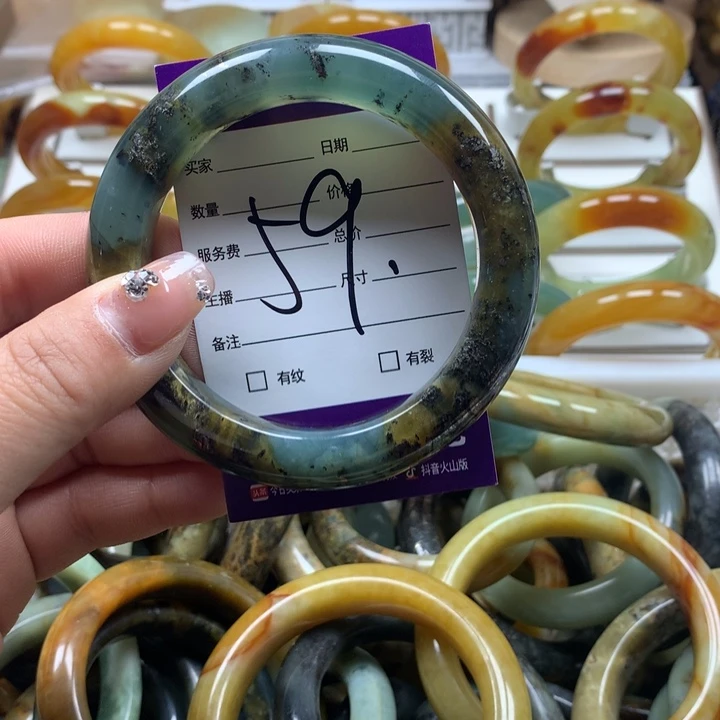 买家 日期
数量 价格
59.
服务费 总价
主播 尺寸
备注
有纹 有裂
抖音火山版